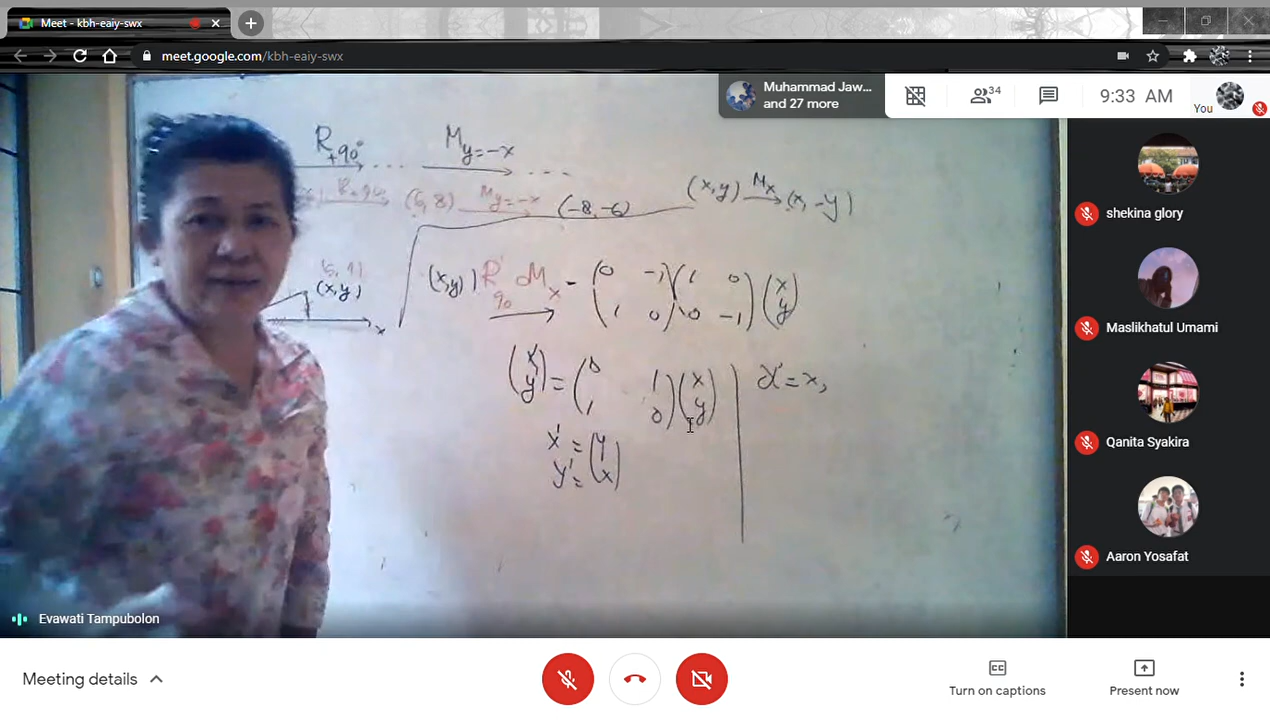 Meet - kbh-eaiy-swx
meet.google.com/kbh-eaiy-swx
Muhammad Jaw...
and 27 more
34
9:33 AM
You
R+90° ... My=-x ...
(6, 8) My=-x (-8, -6)
(x,y) Mx (x, -y)
(x,y)
x
(x,y) R90 Mx - (0 -1)(1 0)(x)
(1 0)(0 -1)(y)
(x') = (0 1)(x)
(y') (1 0)(y)
x' = (y
y' = x)
x' = x,
shekina glory
Maslikhatul Umami
Qanita Syakira
Aaron Yosafat
Evawati Tampubolon
Meeting details
Turn on captions
Present now